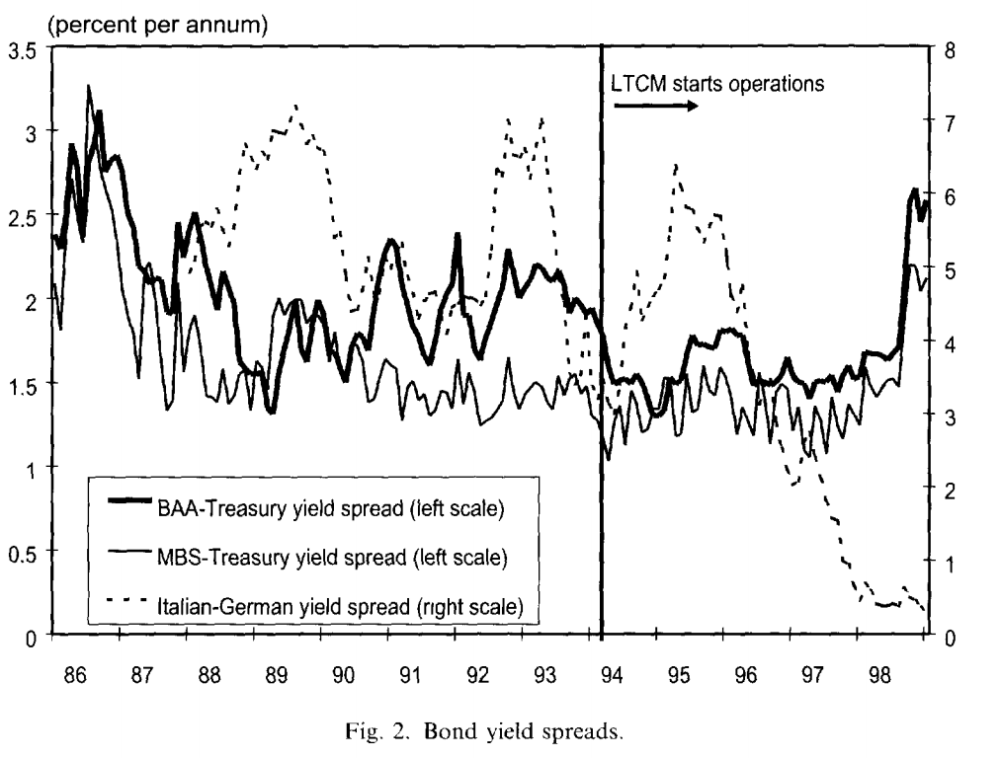 (percent per annum)
3.5
3
2.5
2
1.5
1
0.5
0
8
7
6
5
4
3
2
1
0
LTCM starts operations
BAA-Treasury yield spread (left scale)
MBS-Treasury yield spread (left scale)
Italian-German yield spread (right scale)
86 87 88 89 90 91 92 93 94 95 96 97 98
Fig. 2. Bond yield spreads.